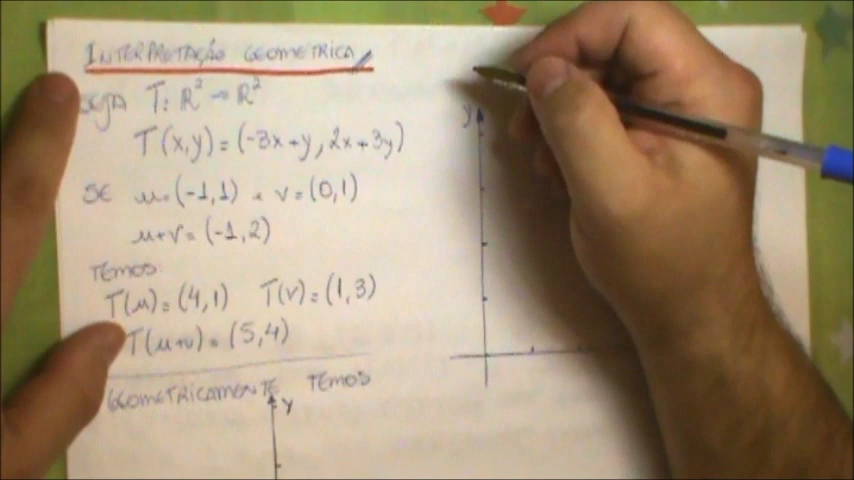 INTERPRETAÇÃO GEOMETRICA
SEJA T: R² → R²
T(x,y) = (-3x+y, 2x+3y)
SE u=(-1,1) e v=(0,1)
u+v=(-1,2)
TEMOS:
T(u)=(4,1) T(v)=(1,3)
T(u+v)=(5,4)
GEOMETRICAMENTE TEMOS
y
y